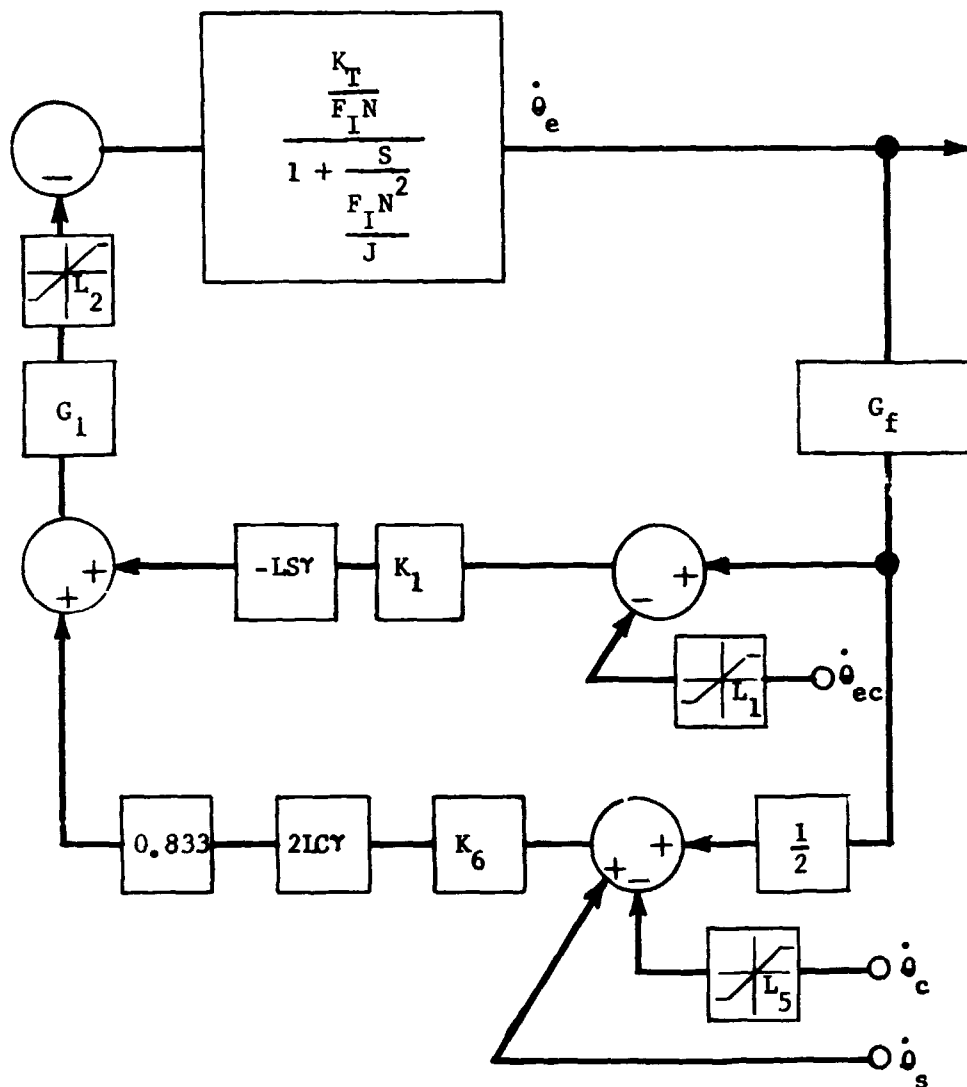 K_T
F_I N
1 + S
F_I N^2
J
θ̇_e
−
L_2
G_i
G_f
+
+
-LSγ
K_1
+
−
L_1
θ̇_ec
0.833
2LCγ
K_6
+
+
−
1
2
L_5
θ̇_c
θ̇_s